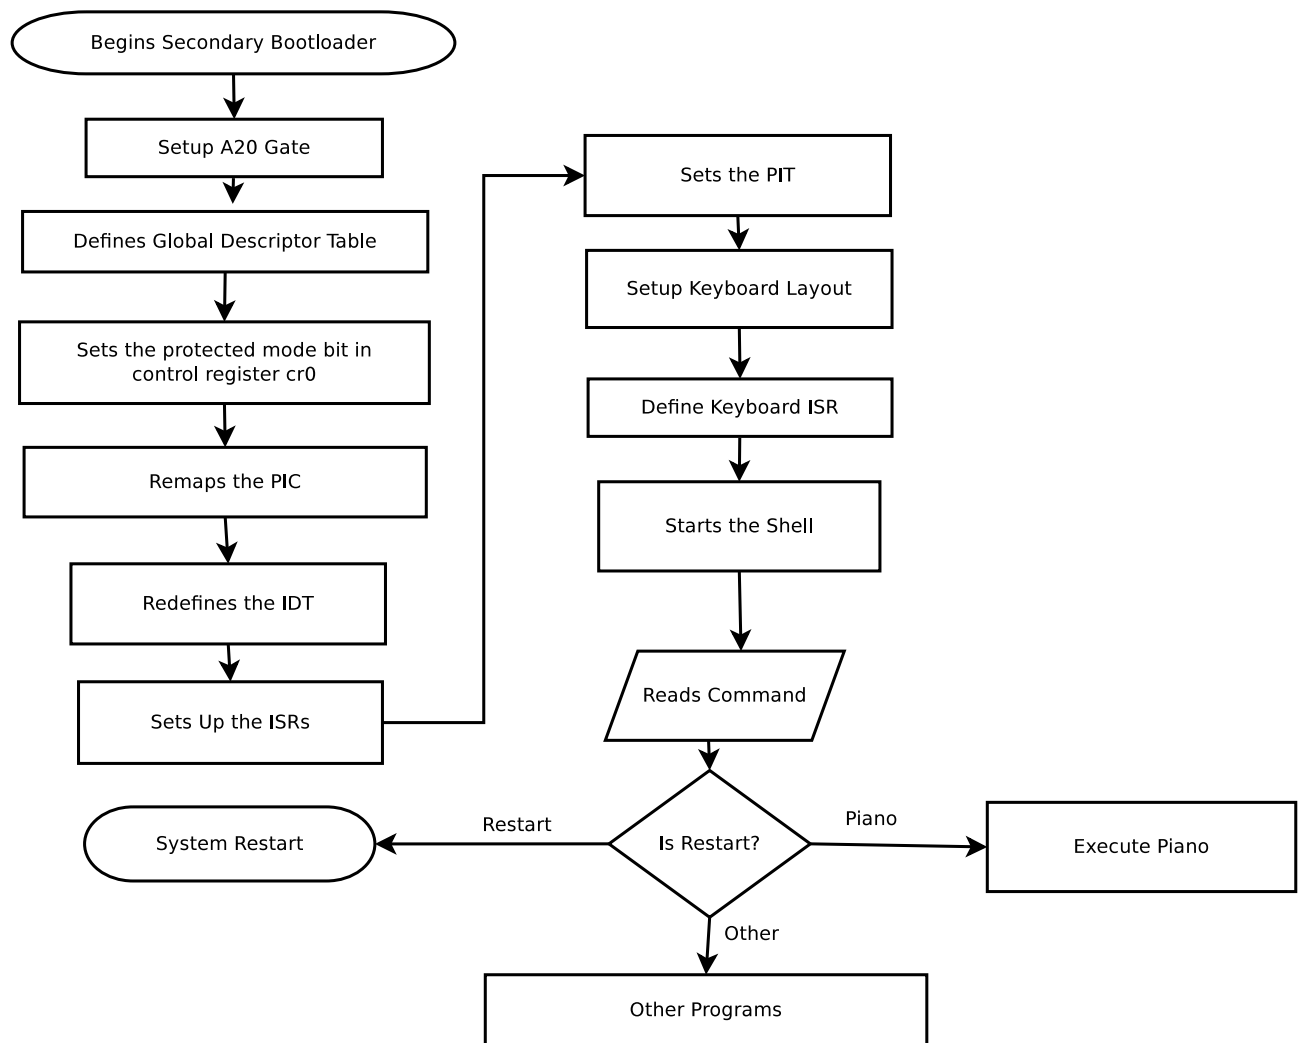 Begins Secondary Bootloader
Setup A20 Gate
Defines Global Descriptor Table
Sets the protected mode bit in
control register cr0
Remaps the PIC
Redefines the IDT
Sets Up the ISRs
Sets the PIT
Setup Keyboard Layout
Define Keyboard ISR
Starts the Shell
Reads Command
Is Restart?
Restart
System Restart
Piano
Execute Piano
Other
Other Programs